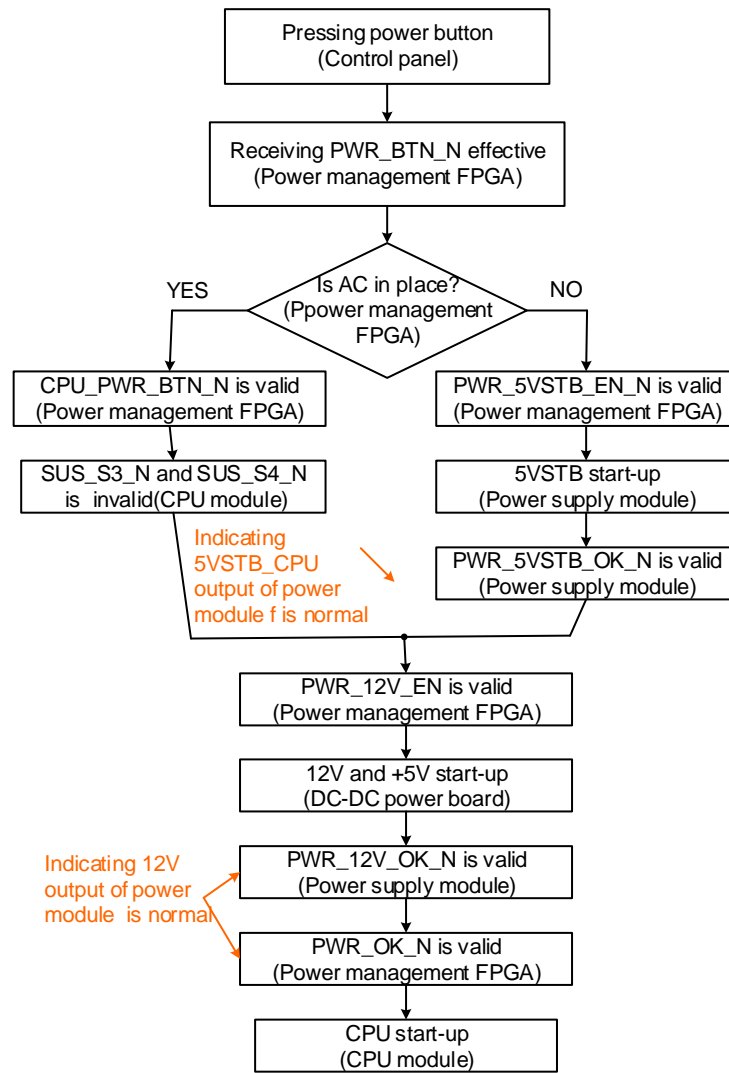 Pressing power button
(Control panel)
Receiving PWR_BTN_N effective
(Power management FPGA)
Is AC in place?
(Ppower management
FPGA)
YES
NO
CPU_PWR_BTN_N is valid
(Power management FPGA)
PWR_5VSTB_EN_N is valid
(Power management FPGA)
SUS_S3_N and SUS_S4_N
is invalid(CPU module)
5VSTB start-up
(Power supply module)
Indicating
5VSTB_CPU
output of power
module f is normal
PWR_5VSTB_OK_N is valid
(Power supply module)
PWR_12V_EN is valid
(Power management FPGA)
12V and +5V start-up
(DC-DC power board)
Indicating 12V
output of power
module is normal
PWR_12V_OK_N is valid
(Power supply module)
PWR_OK_N is valid
(Power management FPGA)
CPU start-up
(CPU module)